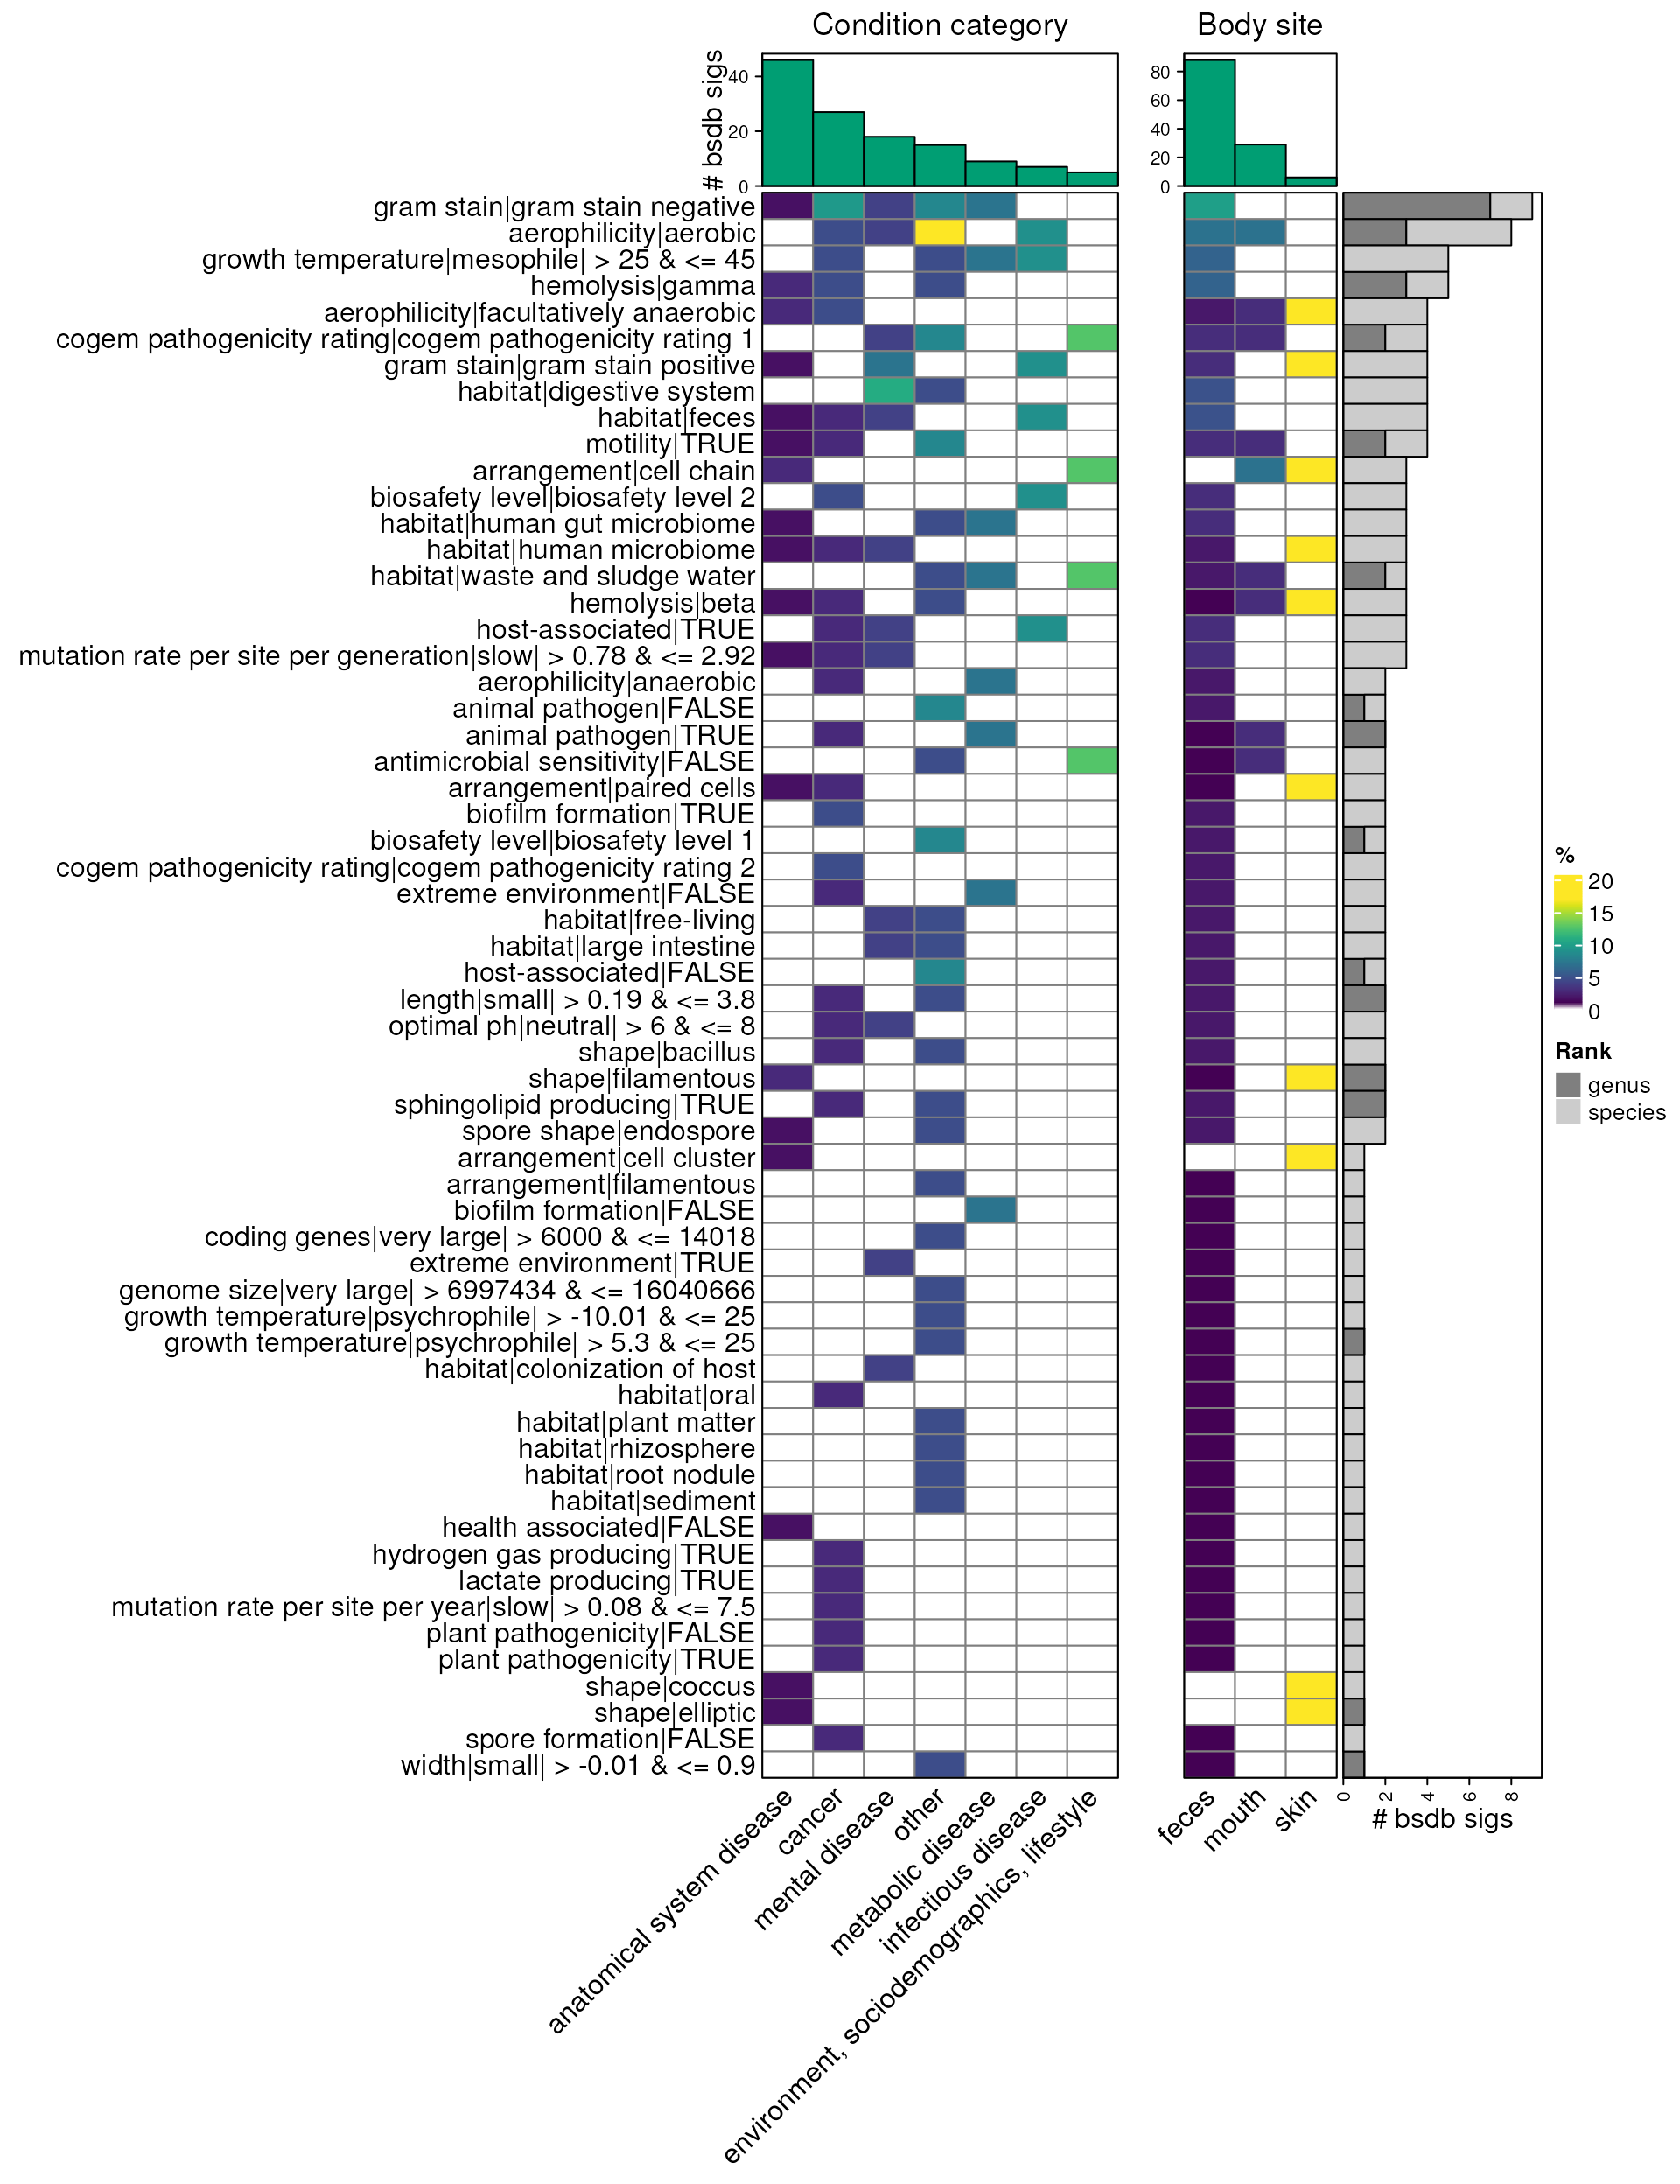 Condition category
Body site
# bsdb sigs
40
20
0
80
60
40
20
0
gram stain|gram stain negative
aerophilicity|aerobic
growth temperature|mesophile| > 25 & <= 45
hemolysis|gamma
aerophilicity|facultatively anaerobic
cogem pathogenicity rating|cogem pathogenicity rating 1
gram stain|gram stain positive
habitat|digestive system
habitat|feces
motility|TRUE
arrangement|cell chain
biosafety level|biosafety level 2
habitat|human gut microbiome
habitat|human microbiome
habitat|waste and sludge water
hemolysis|beta
host-associated|TRUE
mutation rate per site per generation|slow| > 0.78 & <= 2.92
aerophilicity|anaerobic
animal pathogen|FALSE
animal pathogen|TRUE
antimicrobial sensitivity|FALSE
arrangement|paired cells
biofilm formation|TRUE
biosafety level|biosafety level 1
cogem pathogenicity rating|cogem pathogenicity rating 2
extreme environment|FALSE
habitat|free-living
habitat|large intestine
host-associated|FALSE
length|small| > 0.19 & <= 3.8
optimal ph|neutral| > 6 & <= 8
shape|bacillus
shape|filamentous
sphingolipid producing|TRUE
spore shape|endospore
arrangement|cell cluster
arrangement|filamentous
biofilm formation|FALSE
coding genes|very large| > 6000 & <= 14018
extreme environment|TRUE
genome size|very large| > 6997434 & <= 16040666
growth temperature|psychrophile| > -10.01 & <= 25
growth temperature|psychrophile| > 5.3 & <= 25
habitat|colonization of host
habitat|oral
habitat|plant matter
habitat|rhizosphere
habitat|root nodule
habitat|sediment
health associated|FALSE
hydrogen gas producing|TRUE
lactate producing|TRUE
mutation rate per site per year|slow| > 0.08 & <= 7.5
plant pathogenicity|FALSE
plant pathogenicity|TRUE
shape|coccus
shape|elliptic
spore formation|FALSE
width|small| > -0.01 & <= 0.9
anatomical system disease
cancer
mental disease
other
metabolic disease
infectious disease
environment, sociodemographics, lifestyle
feces
mouth
skin
0
2
4
6
8
# bsdb sigs
%
20
15
10
5
0
Rank
genus
species